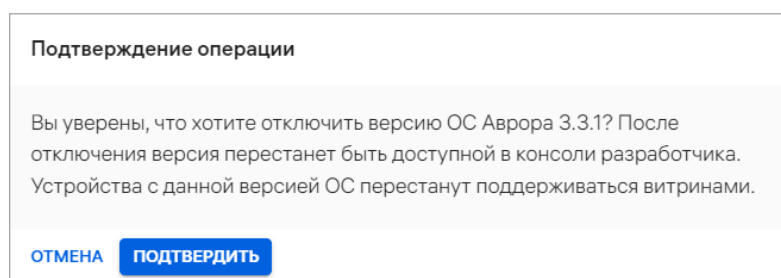 Подтверждение операции
Вы уверены, что хотите отключить версию ОС Аврора 3.3.1? После
отключения версия перестанет быть доступной в консоли разработчика.
Устройства с данной версией ОС перестанут поддерживаться витринами.
ОТМЕНА ПОДТВЕРДИТЬ